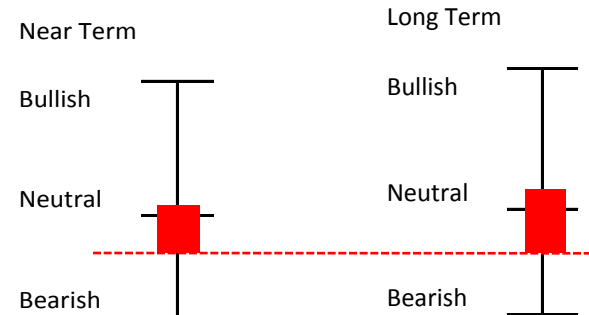 Near Term
Bullish
Neutral
Bearish
Long Term
Bullish
Neutral
Bearish